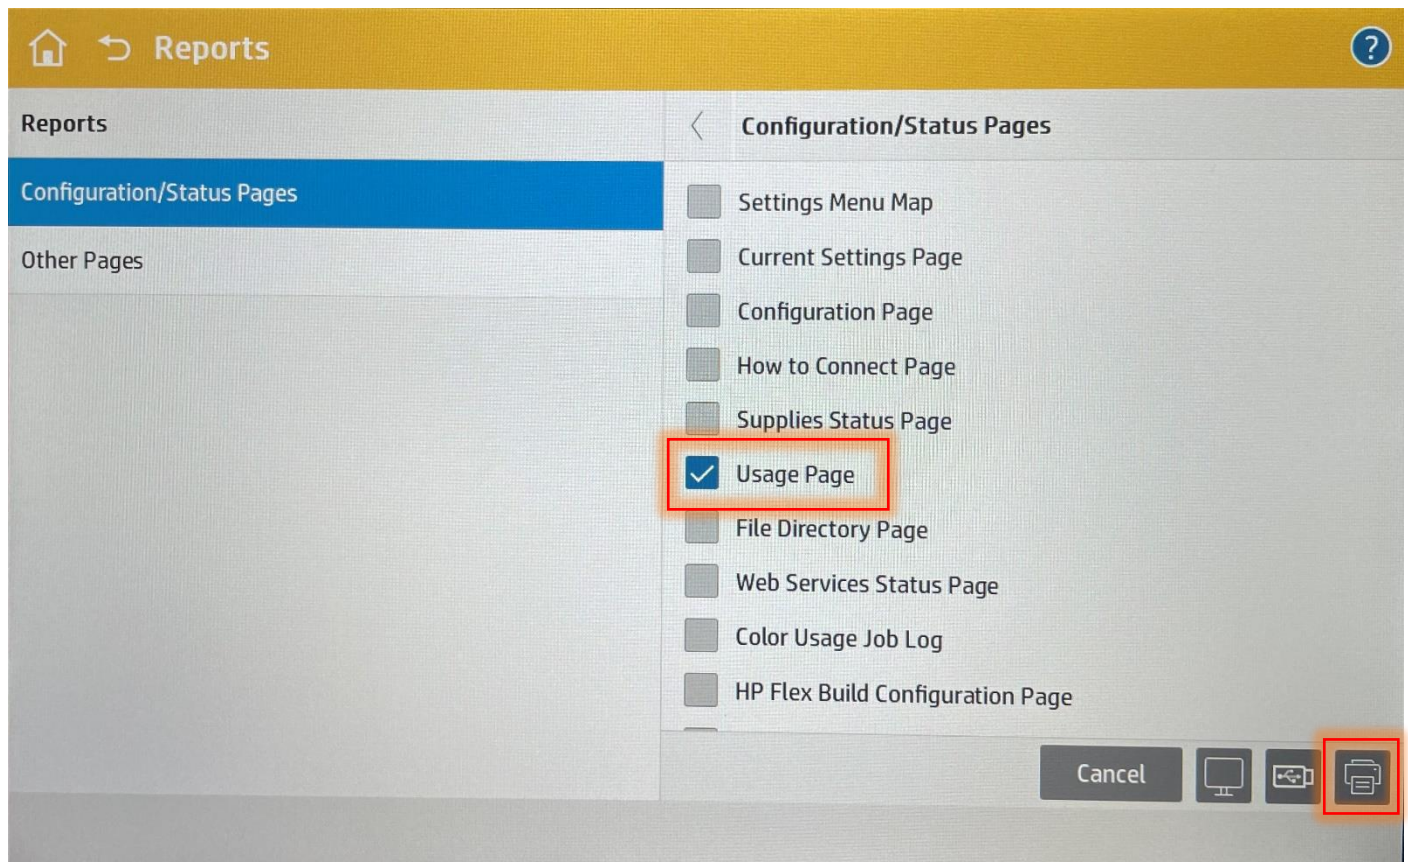 Reports
?
Reports
Configuration/Status Pages
Other Pages
Configuration/Status Pages
Settings Menu Map
Current Settings Page
Configuration Page
How to Connect Page
Supplies Status Page
Usage Page
File Directory Page
Web Services Status Page
Color Usage Job Log
HP Flex Build Configuration Page
Cancel